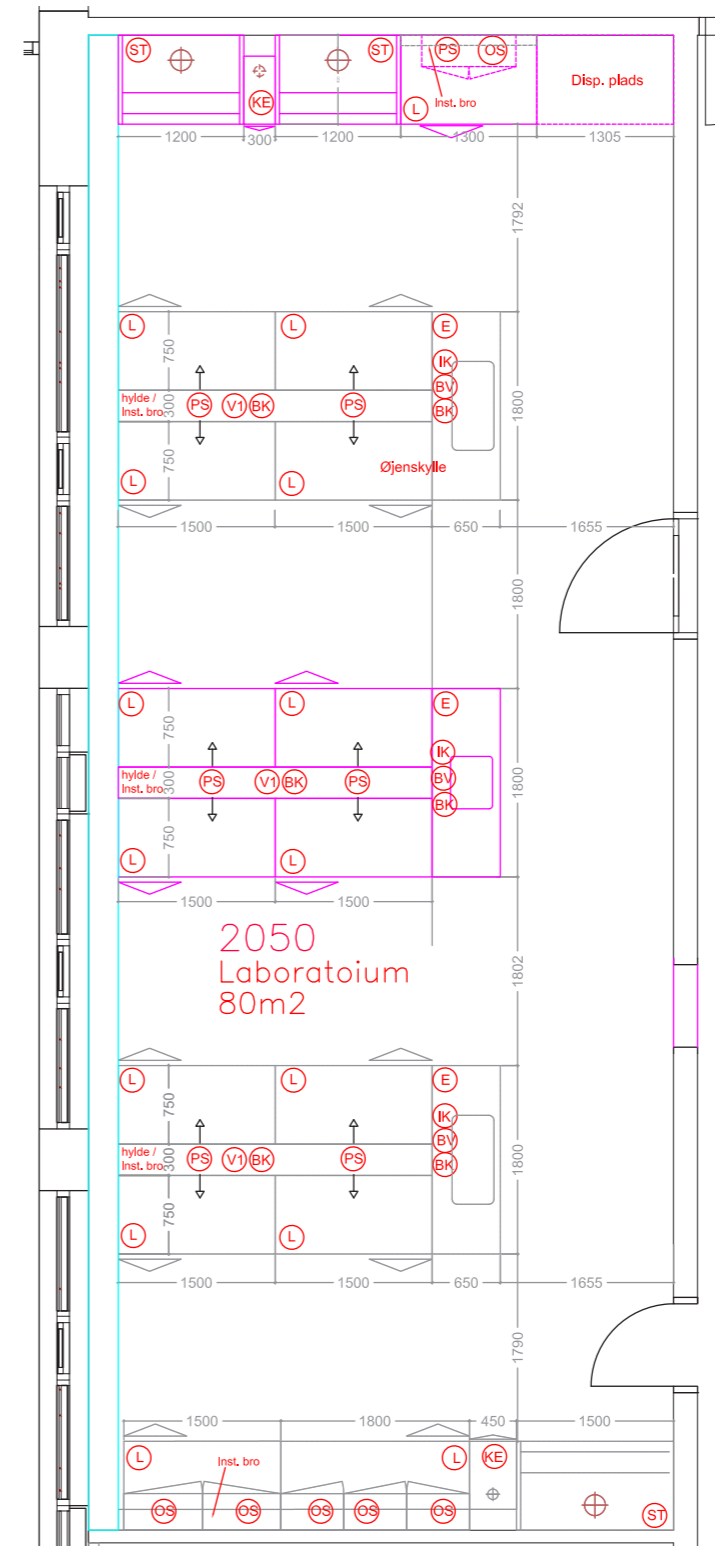 ST
ST
PS
OS
Disp. plads
KE
Inst. bro
L
1200
300
1200
1300
1305
1792
L
L
E
750
IK
BV
hylde /
Inst. bro
300
PS
V1
BK
PS
BK
1800
750
Øjenskylle
L
L
1500
1500
650
1655
1800
L
L
E
750
IK
hylde /
Inst. bro
300
PS
V1
BK
PS
BV
BK
1800
750
L
L
1500
1500
2050
Laboratoium
80m2
1802
L
L
E
750
IK
BV
hylde /
Inst. bro
300
PS
V1
BK
PS
BK
1800
750
L
L
1500
1500
650
1655
1790
1500
1800
450
1500
L
Inst. bro
L
KE
OS
OS
OS
OS
OS
ST